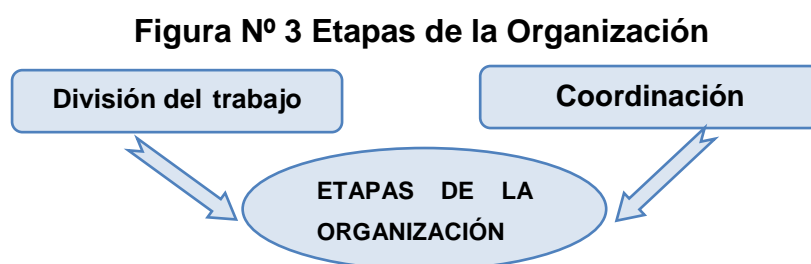 Figura Nº 3 Etapas de la Organización
División del trabajo
Coordinación
ETAPAS DE LA
ORGANIZACIÓN